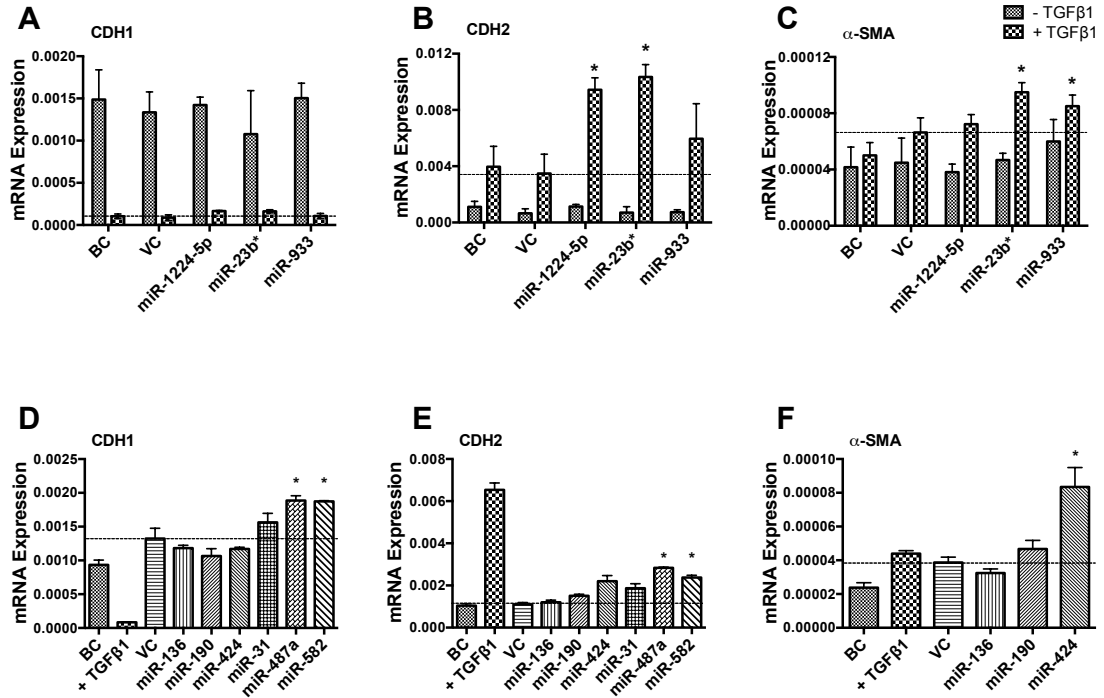 A
CDH1
mRNA Expression
0.0020
0.0015
0.0010
0.0005
0.0000
BC
VC
miR-1224-5p
miR-23b*
miR-933
B
CDH2
mRNA Expression
0.012
0.008
0.004
0.000
*
*
BC
VC
miR-1224-5p
miR-23b*
miR-933
C
α-SMA
- TGFβ1
+ TGFβ1
mRNA Expression
0.00012
0.00008
0.00004
0.00000
*
*
BC
VC
miR-1224-5p
miR-23b*
miR-933
D
CDH1
mRNA Expression
0.0025
0.0020
0.0015
0.0010
0.0005
0.0000
*
*
BC
+ TGFβ1
VC
miR-136
miR-190
miR-424
miR-31
miR-487a
miR-582
E
CDH2
mRNA Expression
0.008
0.006
0.004
0.002
0.000
*
*
BC
+ TGFβ1
VC
miR-136
miR-190
miR-424
miR-31
miR-487a
miR-582
F
α-SMA
mRNA Expression
0.00010
0.00008
0.00006
0.00004
0.00002
0.00000
*
BC
+ TGFβ1
VC
miR-136
miR-190
miR-424